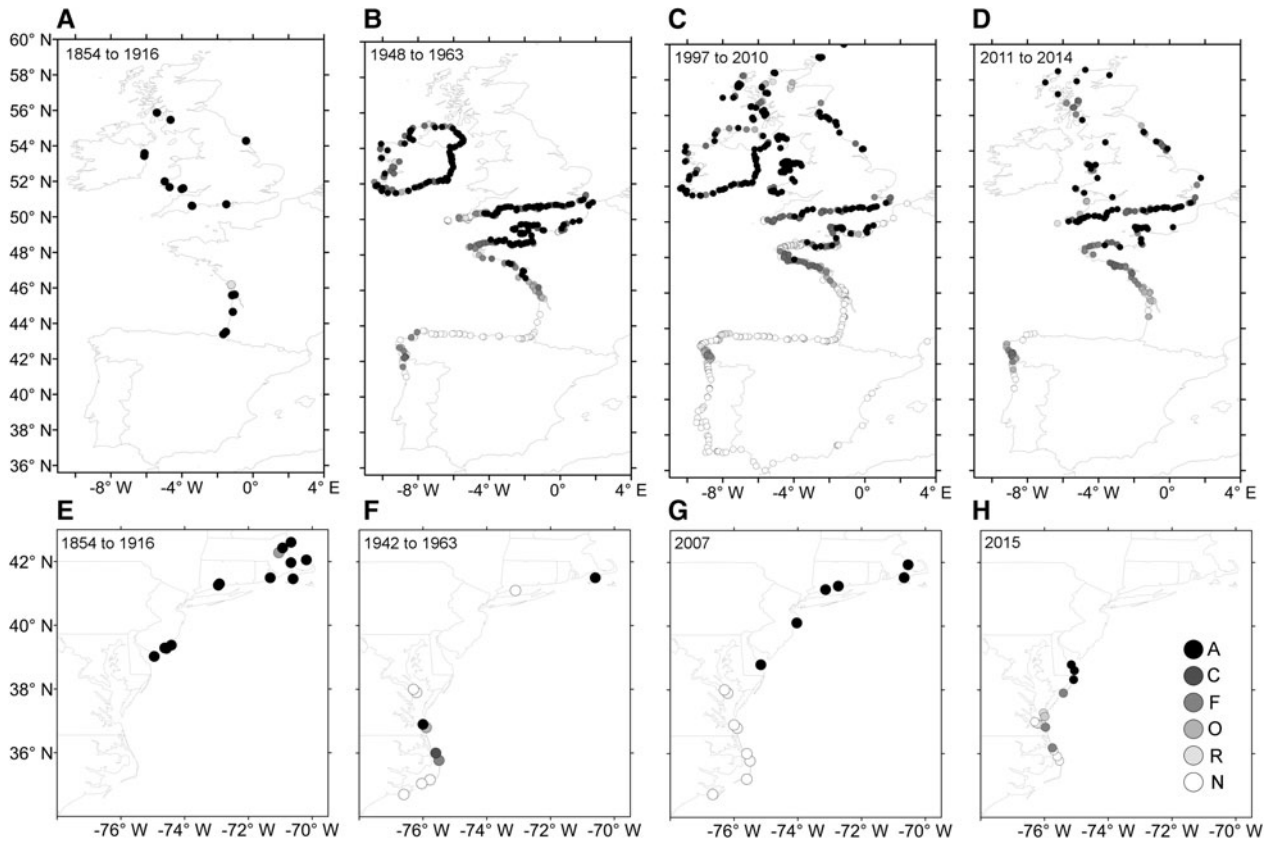 A B C D
1854 to 1916 1948 to 1963 1997 to 2010 2011 to 2014
60° N
58° N
56° N
54° N
52° N
50° N
48° N
46° N
44° N
42° N
40° N
38° N
36° N
-8° W -4° W 0° 4° E -8° W -4° W 0° 4° E -8° W -4° W 0° 4° E -8° W -4° W 0° 4° E
E F G H
1854 to 1916 1942 to 1963 2007 2015
42° N
40° N
38° N
36° N
A
C
F
O
R
N
-76° W -74° W -72° W -70° W -76° W -74° W -72° W -70° W -76° W -74° W -72° W -70° W -76° W -74° W -72° W -70° W